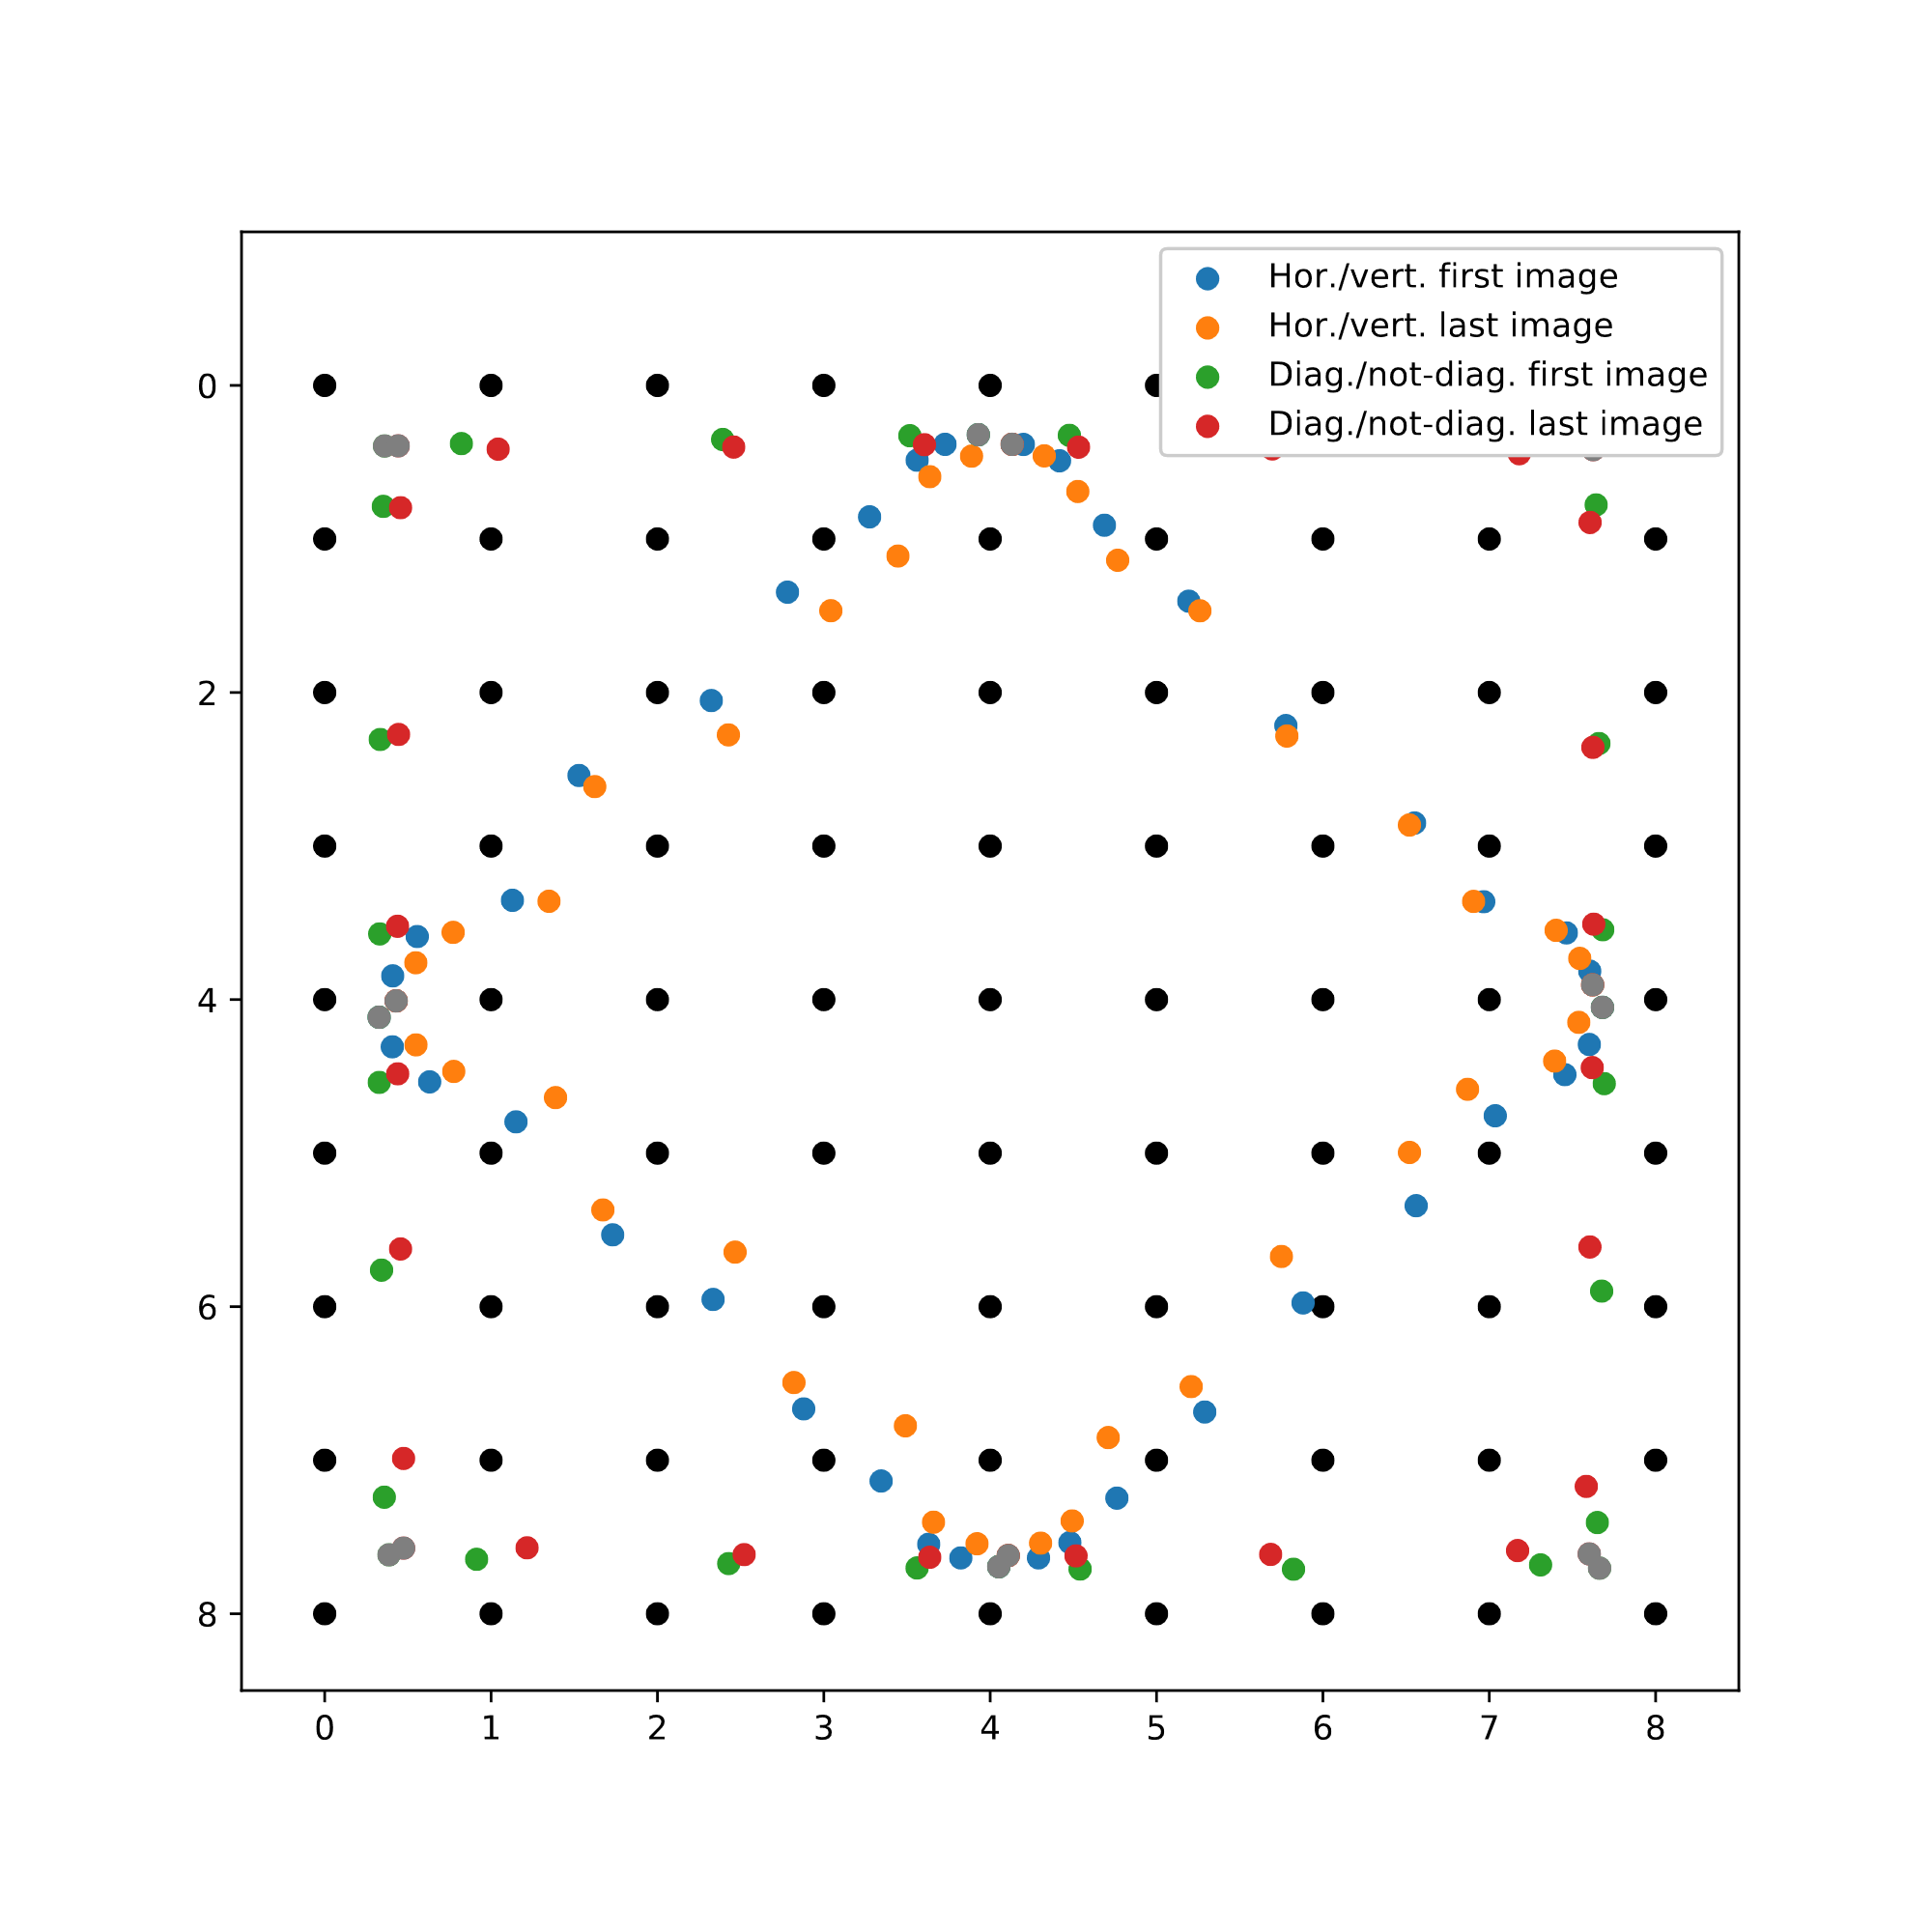 Hor./vert. first image
Hor./vert. last image
Diag./not-diag. first image
Diag./not-diag. last image
0
2
4
6
8
0 1 2 3 4 5 6 7 8